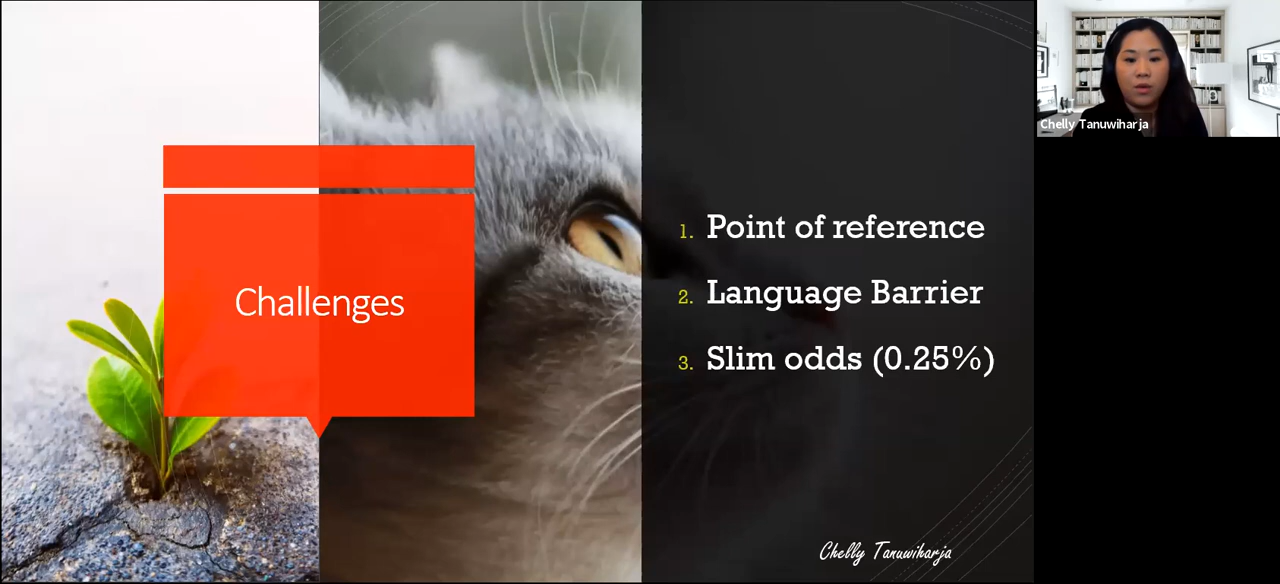 Challenges
1. Point of reference
2. Language Barrier
3. Slim odds (0.25%)
Chelly Tanuwiharja
Chelly Tanuwiharja